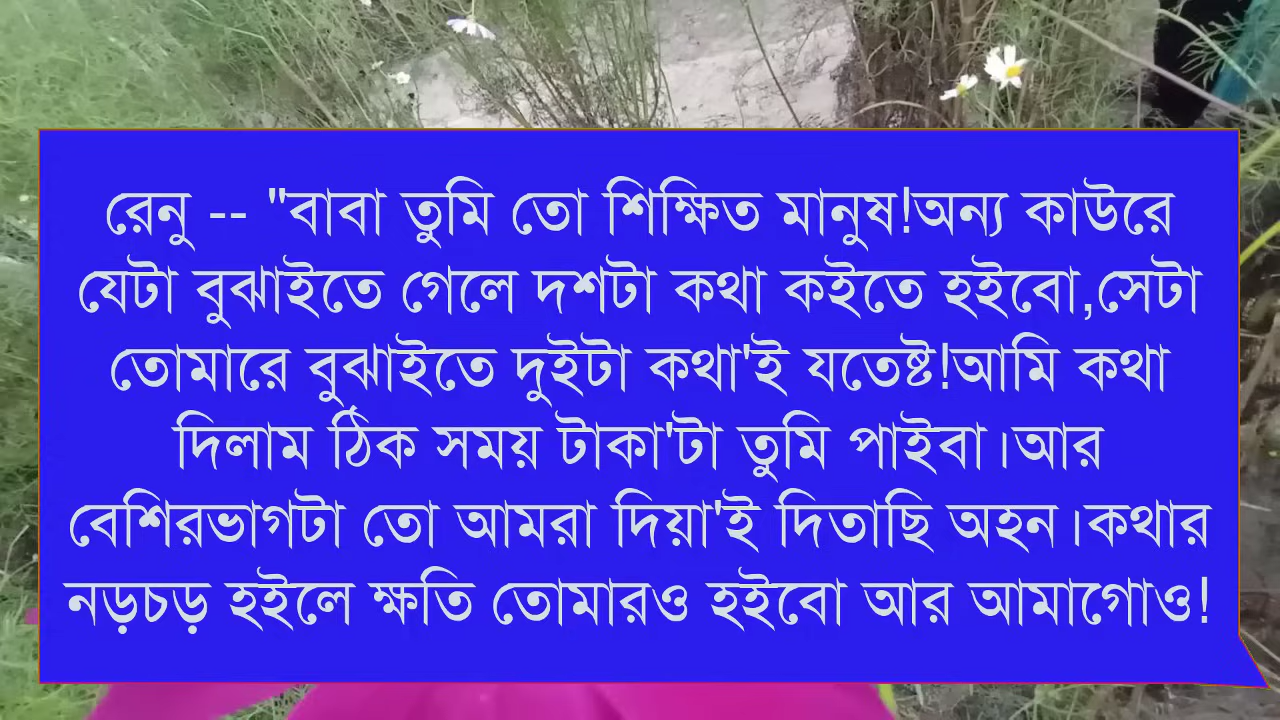 রেনু -- "বাবা তুমি তো শিক্ষিত মানুষ!অন্য কাউরে
যেটা বুঝাইতে গেলে দশটা কথা কইতে হইবো,সেটা
তোমারে বুঝাইতে দুইটা কথা'ই যতেষ্ট!আমি কথা
দিলাম ঠিক সময় টাকা'টা তুমি পাইবা।আর
বেশিরভাগটা তো আমরা দিয়া'ই দিতাছি অহন।কথার
নড়চড় হইলে ক্ষতি তোমারও হইবো আর আমাগোও!